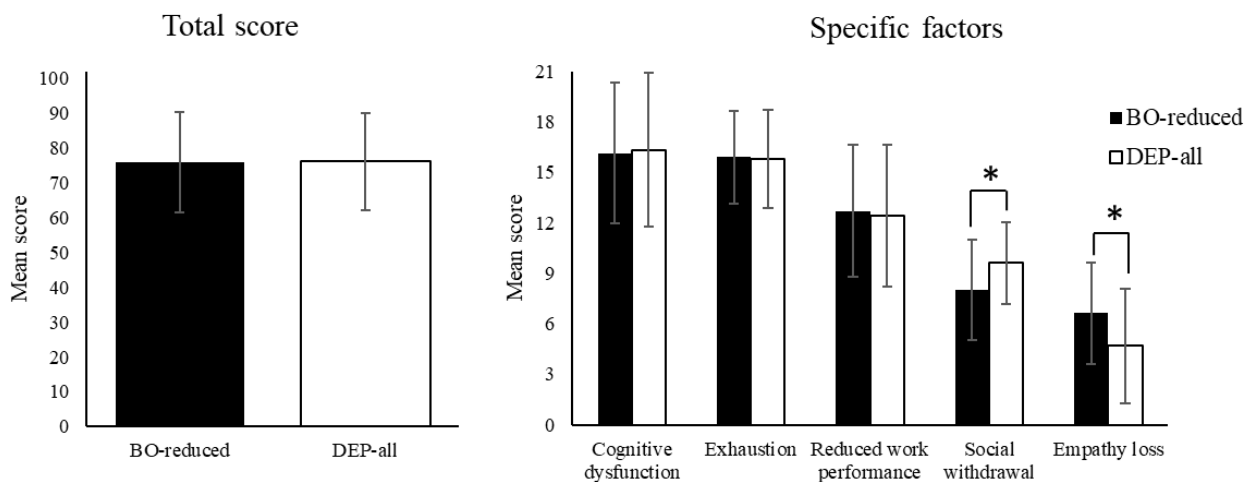 Total score
Mean score
100
90
80
70
60
50
40
30
20
10
0
BO-reduced
DEP-all
Specific factors
Mean score
21
18
15
12
9
6
3
0
BO-reduced
DEP-all
*
*
Cognitive
dysfunction
Exhaustion
Reduced work
performance
Social
withdrawal
Empathy loss